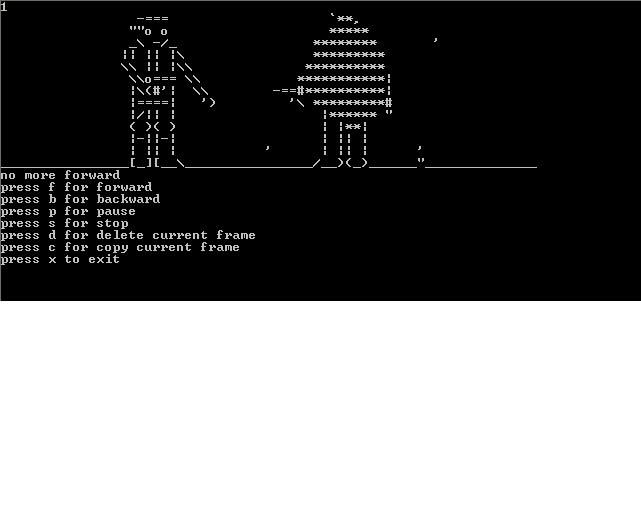 1
no more forward
press f for forward
press b for backward
press p for pause
press s for stop
press d for delete current frame
press c for copy current frame
press x to exit